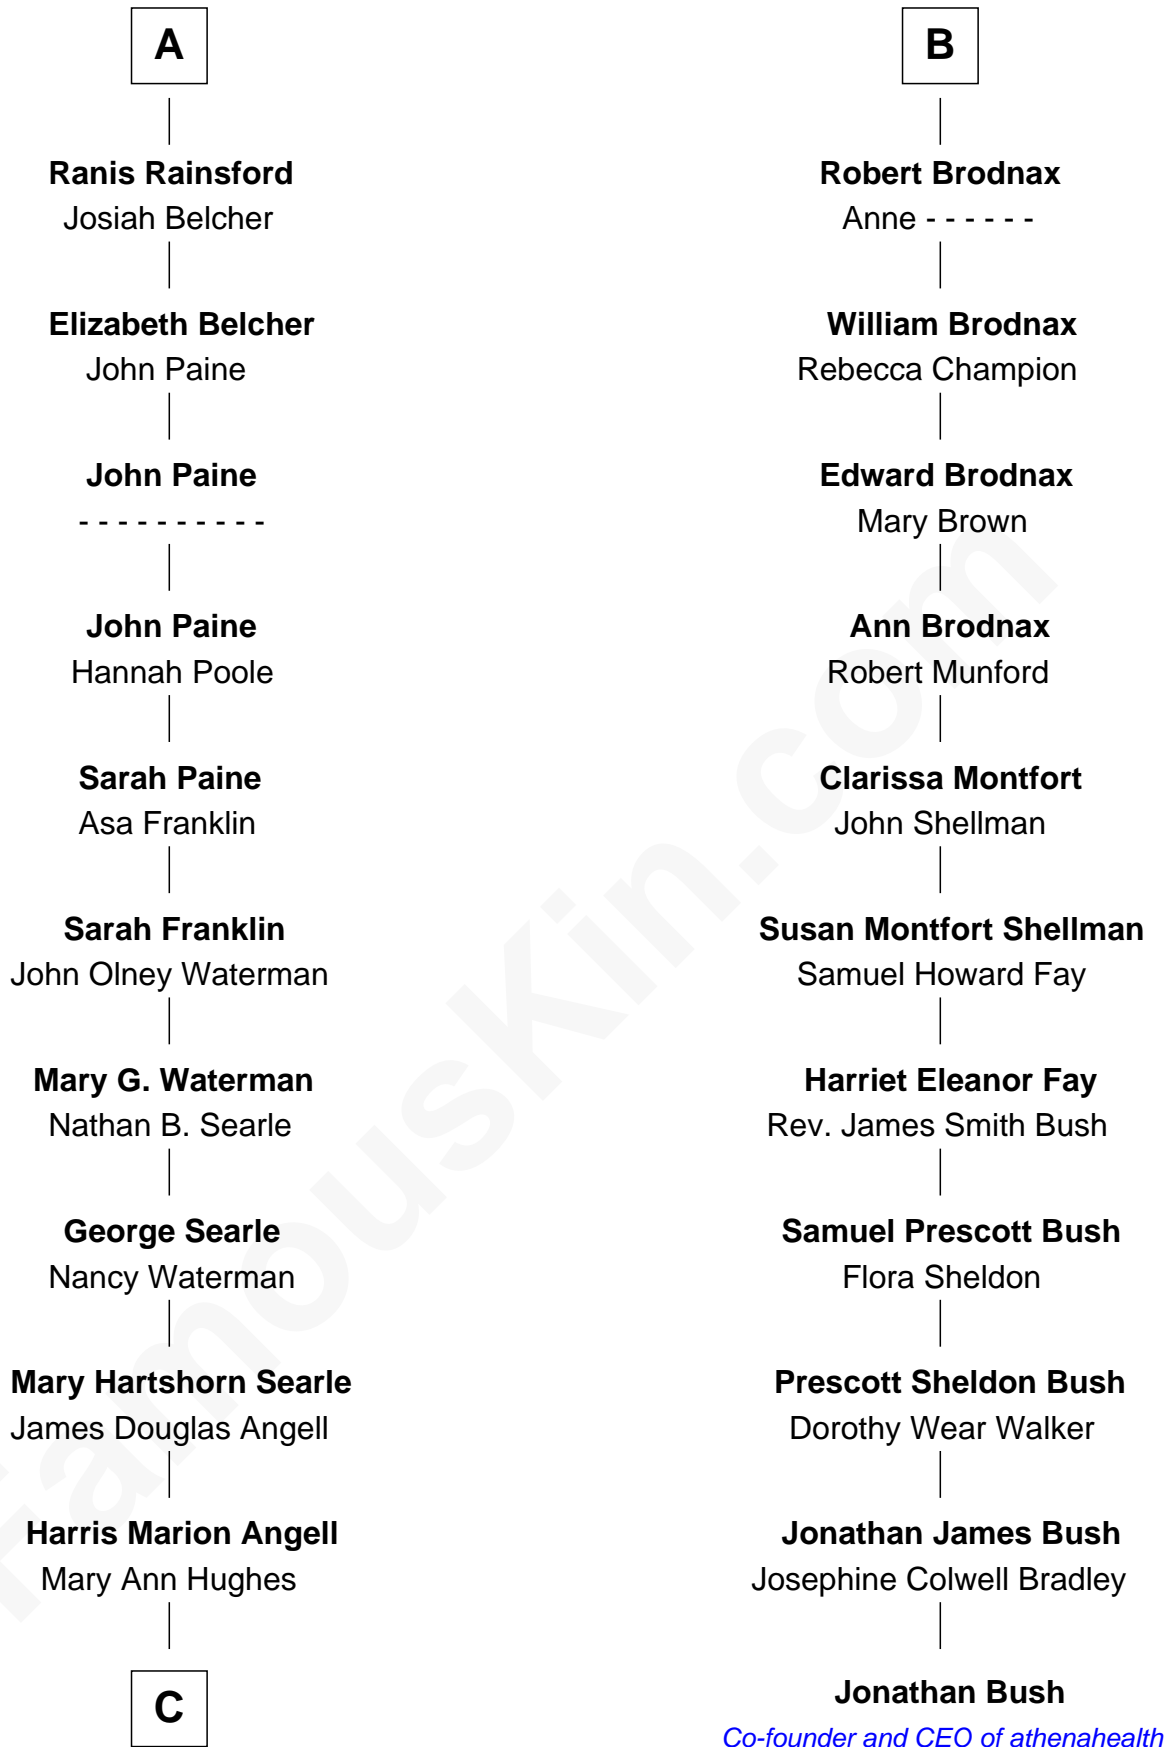 A
Ranis Rainsford
Josiah Belcher
Elizabeth Belcher
John Paine
John Paine
- - - - - - - - - -
John Paine
Hannah Poole
Sarah Paine
Asa Franklin
Sarah Franklin
John Olney Waterman
Mary G. Waterman
Nathan B. Searle
George Searle
Nancy Waterman
Mary Hartshorn Searle
James Douglas Angell
Harris Marion Angell
Mary Ann Hughes
C
B
Robert Brodnax
Anne - - - - - -
William Brodnax
Rebecca Champion
Edward Brodnax
Mary Brown
Ann Brodnax
Robert Munford
Clarissa Montfort
John Shellman
Susan Montfort Shellman
Samuel Howard Fay
Harriet Eleanor Fay
Rev. James Smith Bush
Samuel Prescott Bush
Flora Sheldon
Prescott Sheldon Bush
Dorothy Wear Walker
Jonathan James Bush
Josephine Colwell Bradley
Jonathan Bush
Co-founder and CEO of athenahealth
FamousKin.com